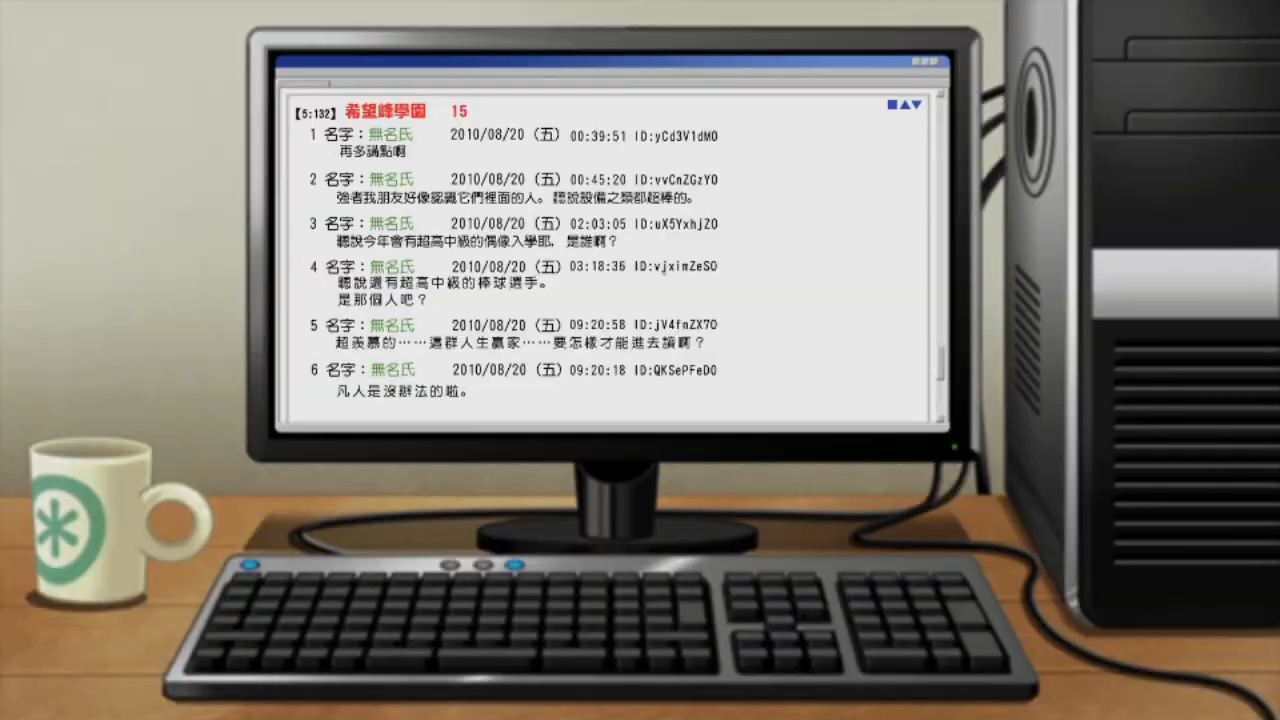 【5:132】 希望峰學園 15
1 名字：無名氏 2010/08/20 （五） 00:39:51 ID:yCd3V1dM0
再多講點啊
2 名字：無名氏 2010/08/20 （五） 00:45:20 ID:vvCnZGzY0
強者我朋友好像認識它們裡面的人。聽說設備之類都超棒的。
3 名字：無名氏 2010/08/20 （五） 02:03:05 ID:uX5YxhjZ0
聽說今年會有超高中級的偶像入學耶，是誰啊？
4 名字：無名氏 2010/08/20 （五） 03:18:36 ID:vjximZeS0
聽說還有超高中級的棒球選手。
是那個人吧？
5 名字：無名氏 2010/08/20 （五） 09:20:58 ID:jV4fnZX70
超羨慕的……這群人生贏家……要怎樣才能進去讀啊？
6 名字：無名氏 2010/08/20 （五） 09:20:18 ID:QKSePFeD0
凡人是沒辦法的啦。